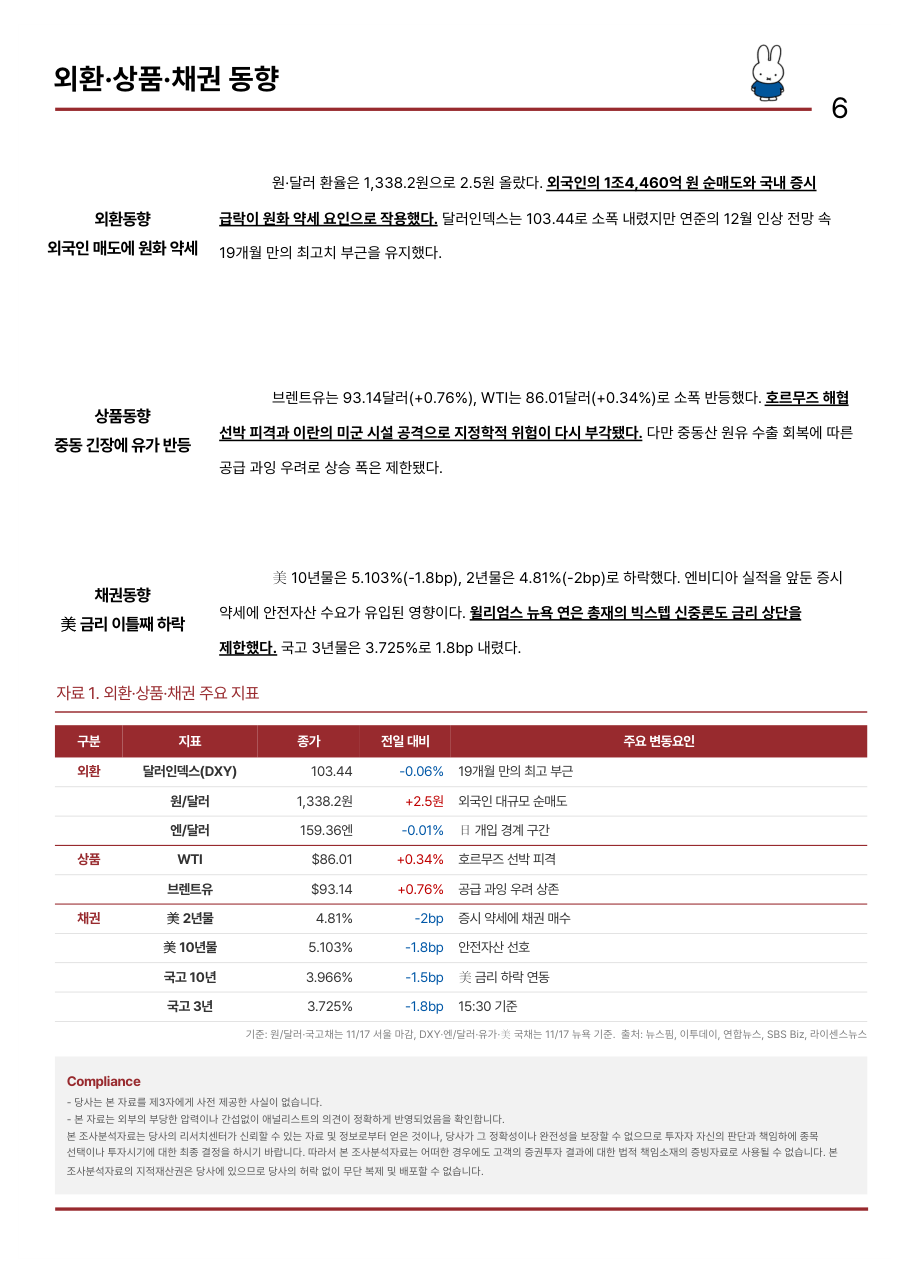 외환·상품·채권 동향
6
외환동향
외국인 매도에 원화 약세
원·달러 환율은 1,338.2원으로 2.5원 올랐다. 외국인의 1조4,460억 원 순매도와 국내 증시
급락이 원화 약세 요인으로 작용했다. 달러인덱스는 103.44로 소폭 내렸지만 연준의 12월 인상 전망 속
19개월 만의 최고치 부근을 유지했다.
상품동향
중동 긴장에 유가 반등
브렌트유는 93.14달러(+0.76%), WTI는 86.01달러(+0.34%)로 소폭 반등했다. 호르무즈 해협
선박 피격과 이란의 미군 시설 공격으로 지정학적 위험이 다시 부각됐다. 다만 중동산 원유 수출 회복에 따른
공급 과잉 우려로 상승 폭은 제한됐다.
채권동향
美 금리 이틀째 하락
美 10년물은 5.103%(-1.8bp), 2년물은 4.81%(-2bp)로 하락했다. 엔비디아 실적을 앞둔 증시
약세에 안전자산 수요가 유입된 영향이다. 윌리엄스 뉴욕 연은 총재의 빅스텝 신중론도 금리 상단을
제한했다. 국고 3년물은 3.725%로 1.8bp 내렸다.
자료 1. 외환·상품·채권 주요 지표
구분 지표 종가 전일 대비 주요 변동요인
외환 달러인덱스(DXY) 103.44 -0.06% 19개월 만의 최고 부근
원/달러 1,338.2원 +2.5원 외국인 대규모 순매도
엔/달러 159.36엔 -0.01% 日 개입 경계 구간
상품 WTI $86.01 +0.34% 호르무즈 선박 피격
브렌트유 $93.14 +0.76% 공급 과잉 우려 상존
채권 美 2년물 4.81% -2bp 증시 약세에 채권 매수
美 10년물 5.103% -1.8bp 안전자산 선호
국고 10년 3.966% -1.5bp 美 금리 하락 연동
국고 3년 3.725% -1.8bp 15:30 기준
기준: 원/달러·국고채는 11/17 서울 마감, DXY·엔/달러·유가·美 국채는 11/17 뉴욕 기준. 출처: 뉴스핌, 이투데이, 연합뉴스, SBS Biz, 라이센스뉴스
Compliance
- 당사는 본 자료를 제3자에게 사전 제공한 사실이 없습니다.
- 본 자료는 외부의 부당한 압력이나 간섭없이 애널리스트의 의견이 정확하게 반영되었음을 확인합니다.
본 조사분석자료는 당사의 리서치센터가 신뢰할 수 있는 자료 및 정보로부터 얻은 것이나, 당사가 그 정확성이나 완전성을 보장할 수 없으므로 투자자 자신의 판단과 책임하에 종목
선택이나 투자시기에 대한 최종 결정을 하시기 바랍니다. 따라서 본 조사분석자료는 어떠한 경우에도 고객의 증권투자 결과에 대한 법적 책임소재의 증빙자료로 사용될 수 없습니다. 본
조사분석자료의 지적재산권은 당사에 있으므로 당사의 허락 없이 무단 복제 및 배포할 수 없습니다.